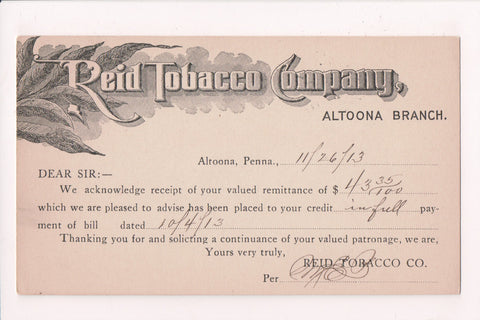 Reid Tobacco Company,
ALTOONA BRANCH.
Altoona, Penna., 11/26/13
DEAR SIR:—
We acknowledge receipt of your valued remittance of $ 43 35/100
which we are pleased to advise has been placed to your credit in full pay-
ment of bill dated 10/4/13
Thanking you for and soliciting a continuance of your valued patronage, we are,
Yours very truly,
REID TOBACCO CO.
Per